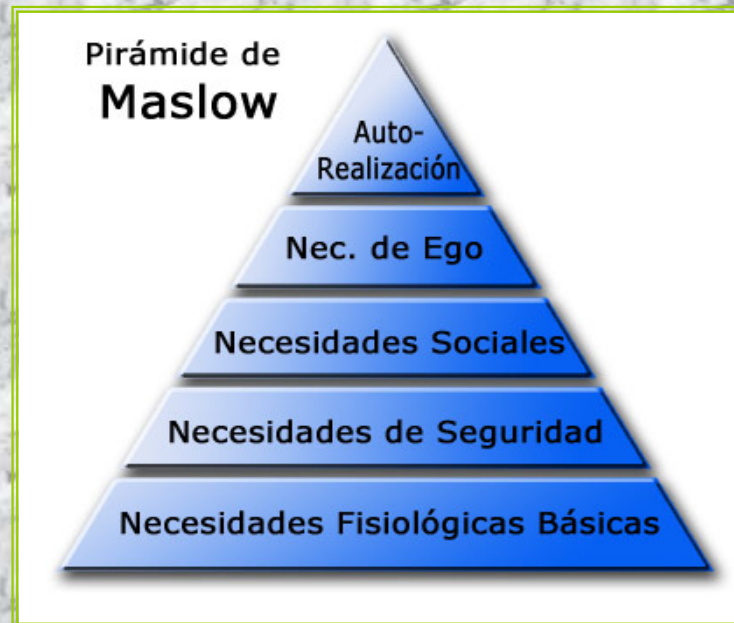 Pirámide de
Maslow
Auto-
Realización
Nec. de Ego
Necesidades Sociales
Necesidades de Seguridad
Necesidades Fisiológicas Básicas